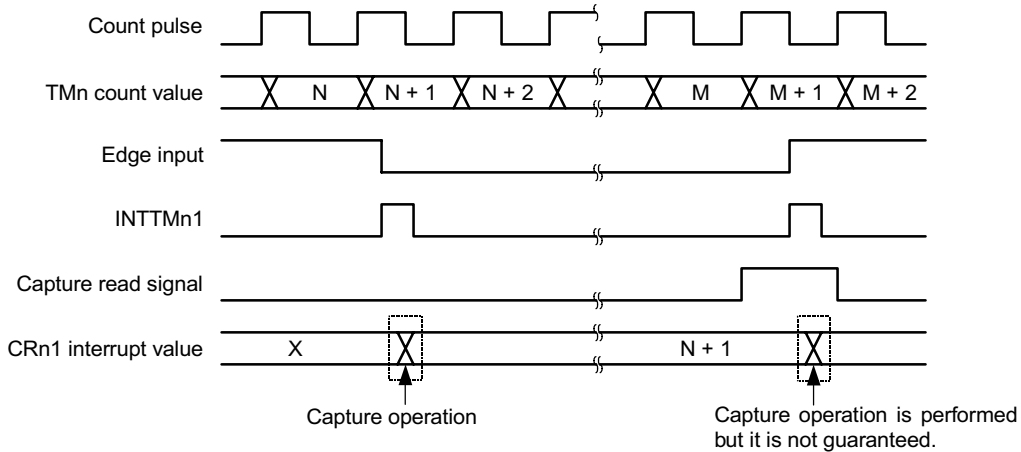 Count pulse
TMn count value
N
N + 1
N + 2
M
M + 1
M + 2
Edge input
INTTMn1
Capture read signal
CRn1 interrupt value
X
N + 1
Capture operation
Capture operation is performed
but it is not guaranteed.